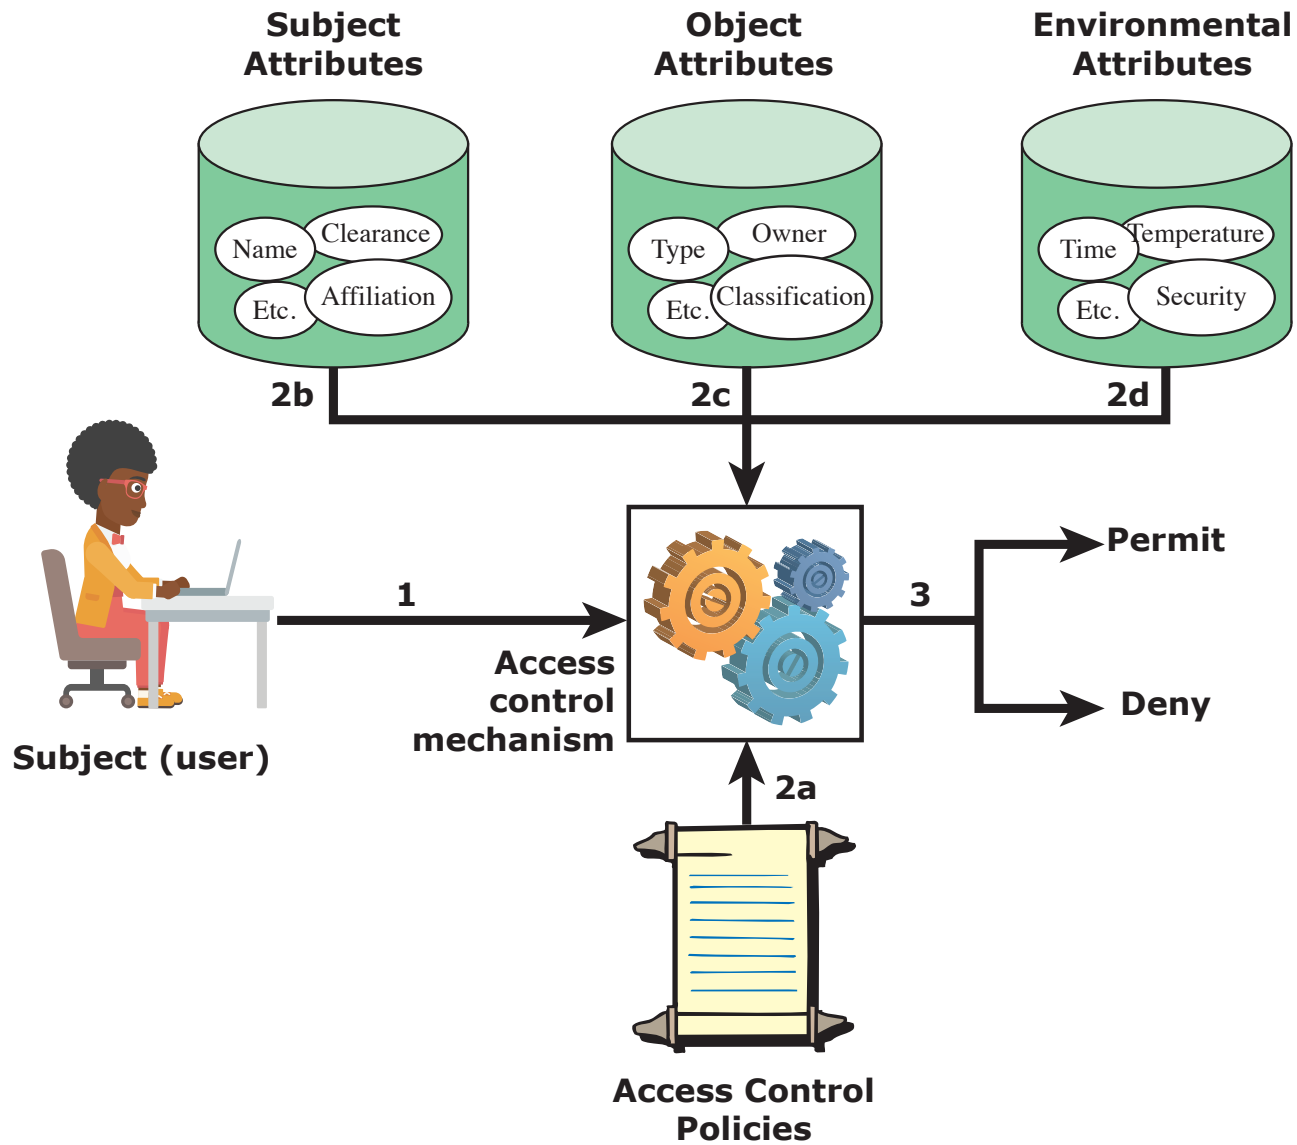 Subject
Attributes
Object
Attributes
Environmental
Attributes
Name
Clearance
Etc.
Affiliation
Type
Owner
Etc.
Classification
Time
Temperature
Etc.
Security
2b
2c
2d
1
Access
control
mechanism
3
Permit
Deny
Subject (user)
2a
Access Control
Policies